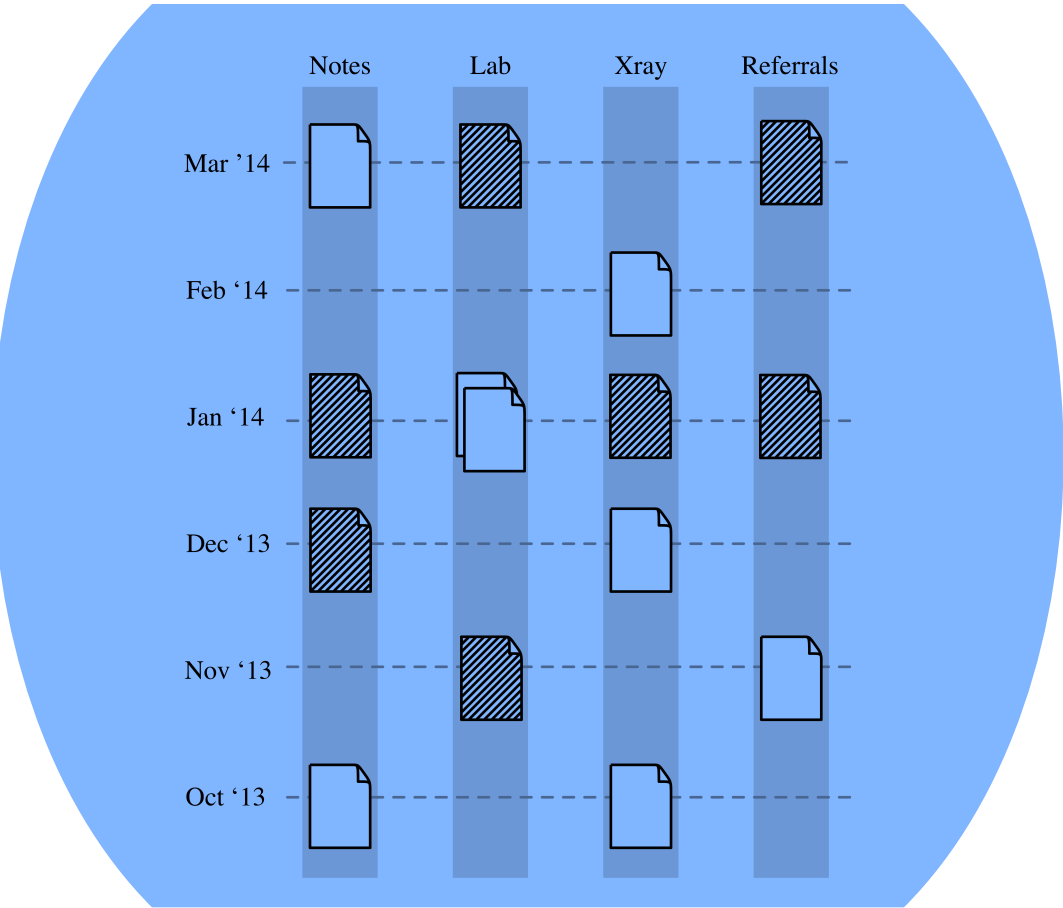 Notes Lab Xray Referrals
Mar ’14
Feb ‘14
Jan ‘14
Dec ‘13
Nov ‘13
Oct ‘13